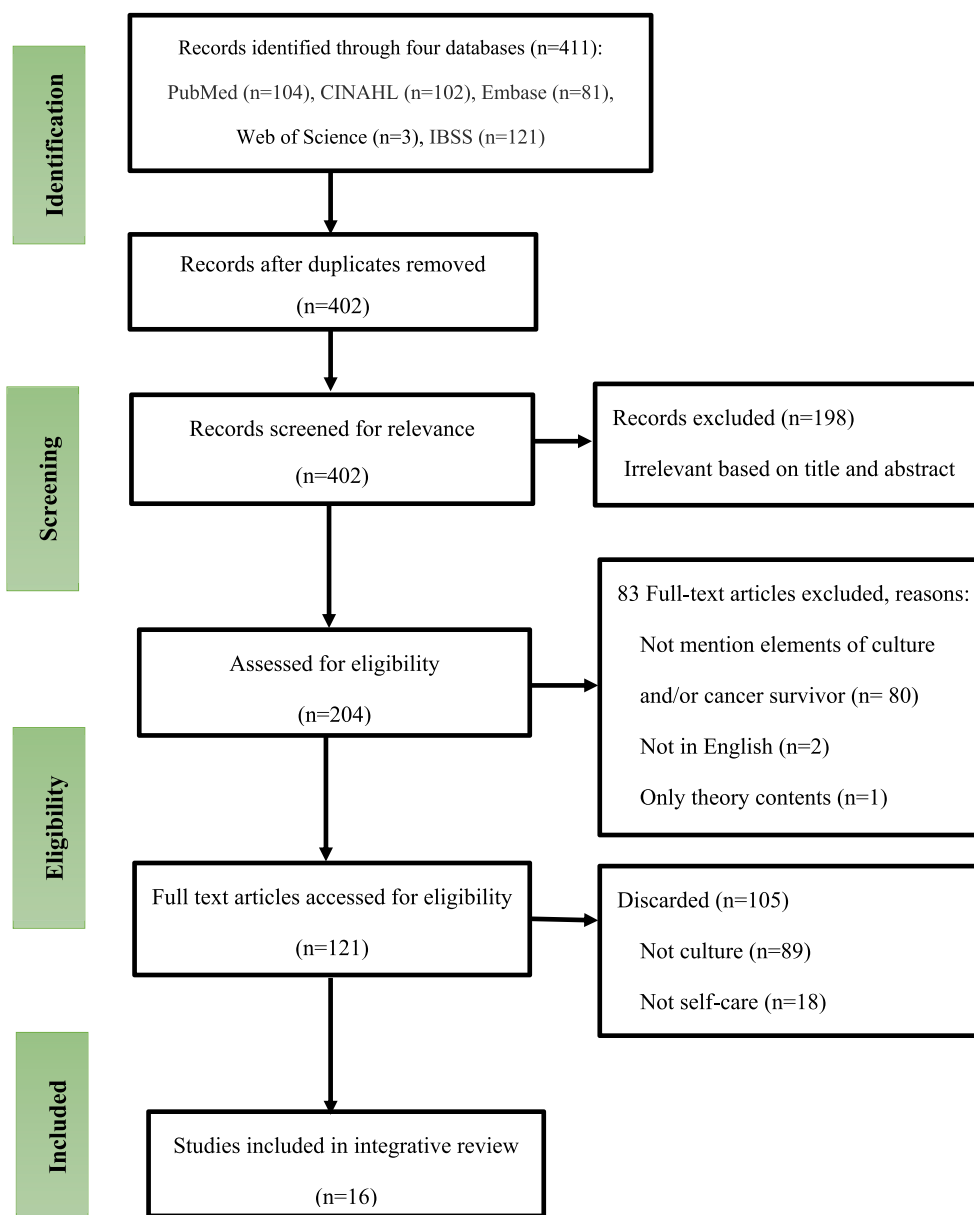 Identification
Records identified through four databases (n=411):
PubMed (n=104), CINAHL (n=102), Embase (n=81),
Web of Science (n=3), IBSS (n=121)
Records after duplicates removed
(n=402)
Screening
Records screened for relevance
(n=402)
Records excluded (n=198)
Irrelevant based on title and abstract
Eligibility
Assessed for eligibility
(n=204)
83 Full-text articles excluded, reasons:
Not mention elements of culture
and/or cancer survivor (n= 80)
Not in English (n=2)
Only theory contents (n=1)
Full text articles accessed for eligibility
(n=121)
Discarded (n=105)
Not culture (n=89)
Not self-care (n=18)
Included
Studies included in integrative review
(n=16)